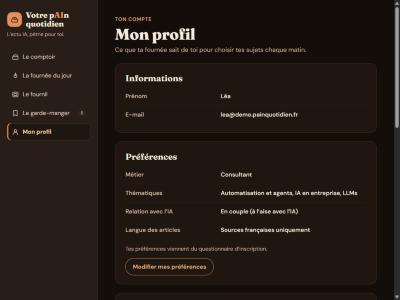 Votre pAIn
quotidien
L'actu IA, pétrie pour toi.
Le comptoir
La fournée du jour
Le fournil
Le garde-manger
1
Mon profil
TON COMPTE
Mon profil
Ce que ta fournée sait de toi pour choisir tes sujets chaque matin.
Informations
Prénom Léa
E-mail lea@demo.painquotidien.fr
Préférences
Métier Consultant
Thématiques Automatisation et agents, IA en entreprise, LLMs
Relation avec l'IA En couple (à l'aise avec l'IA)
Langue des articles Sources françaises uniquement
Tes préférences viennent du questionnaire d'inscription.
Modifier mes préférences